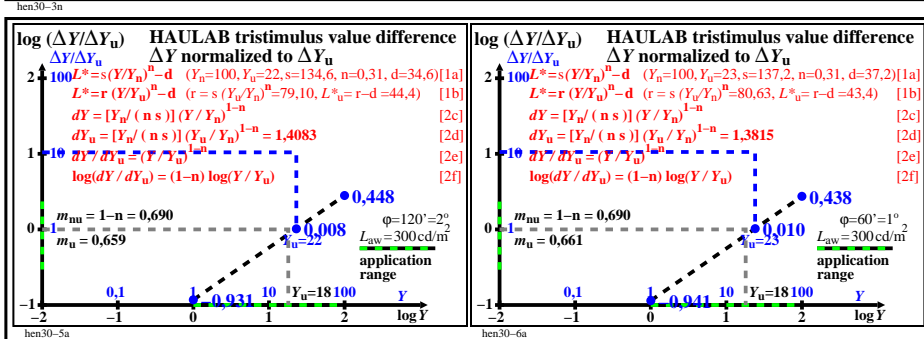 hen30-3n
log (ΔY/ΔYu) HAULAB tristimulus value difference
ΔY/ΔYu ΔY normalized to ΔYu
2 100 L*=s(Y/Yn)^n–d (Yn=100, Yu=22,s=134,6, n=0,31, d=34,6)[1a]
L*=r (Y/Yu)^n–d (r = s (Yu/Yn)^n=79,10, L*u=r–d =44,4) [1b]
dY = [Yn/( n s )] (Y / Yn)^1–n [2c]
dYu = [Yn/( n s )] (Yu / Yn)^1–n = 1,4083 [2d]
1 10 dY / dYu = (Y / Yu)^1–n [2e]
log(dY / dYu) = (1–n) log(Y / Yu) [2f]
0,448
mnu = 1–n = 0,690 φ=120'=2°
0 1 0,008 Law=300cd/m²
mu = 0,659 Yu=22
application
range
0,1 1 –0,931 10 Yu=18 100 Y
–1
–2 –1 0 1 2 log Y
hen30-5a
log (ΔY/ΔYu) HAULAB tristimulus value difference
ΔY/ΔYu ΔY normalized to ΔYu
2 100 L*=s(Y/Yn)^n–d (Yn=100, Yu=23,s=137,2, n=0,31, d=37,2)[1a]
L*=r (Y/Yu)^n–d (r = s (Yu/Yn)^n=80,63, L*u=r–d =43,4) [1b]
dY = [Yn/( n s )] (Y / Yn)^1–n [2c]
dYu = [Yn/( n s )] (Yu / Yn)^1–n = 1,3815 [2d]
1 10 dY / dYu = (Y / Yu)^1–n [2e]
log(dY / dYu) = (1–n) log(Y / Yu) [2f]
0,438
mnu = 1–n = 0,690 φ=60'=1°
0 1 0,010 Law=300cd/m²
mu = 0,661 Yu=23
application
range
0,1 1 –0,941 10 Yu=18 100 Y
–1
–2 –1 0 1 2 log Y
hen30-6a